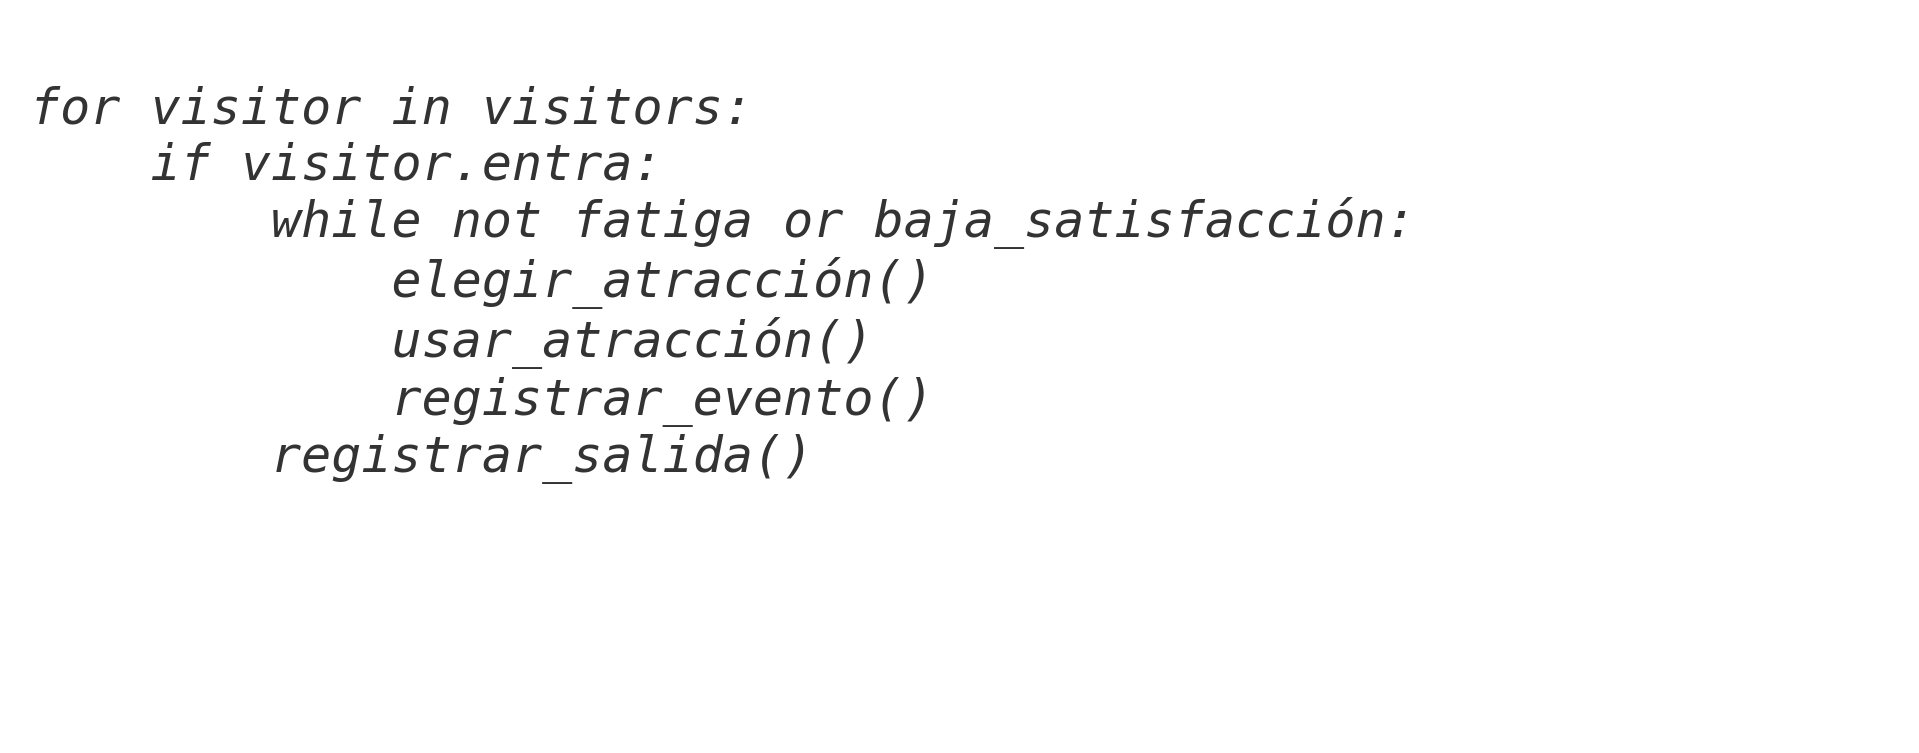 for visitor in visitors:
    if visitor.entra:
        while not fatiga or baja_satisfacción:
            elegir_atracción()
            usar_atracción()
            registrar_evento()
        registrar_salida()